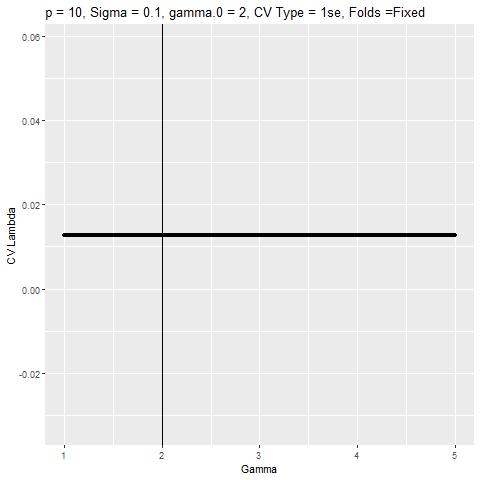 p = 10, Sigma = 0.1, gamma.0 = 2, CV Type = 1se, Folds =Fixed
0.06
0.04
0.02
0.00
-0.02
CV Lambda
1 2 3 4 5
Gamma